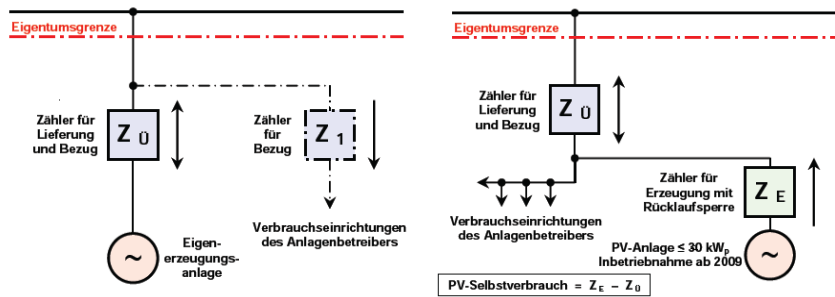 Eigentumsgrenze
Zähler für
Lieferung
und Bezug
Z Ü
Zähler
für
Bezug
Z 1
Verbrauchseinrichtungen
des Anlagenbetreibers
~
Eigen-
erzeugungs-
anlage
Eigentumsgrenze
Zähler für
Lieferung
und Bezug
Z Ü
Zähler für
Erzeugung mit
Rücklaufsperre
Z E
Verbrauchseinrichtungen
des Anlagenbetreibers
PV-Anlage ≤ 30 kWp
Inbetriebnahme ab 2009
~
PV-Selbstverbrauch = Z E – Z Ü